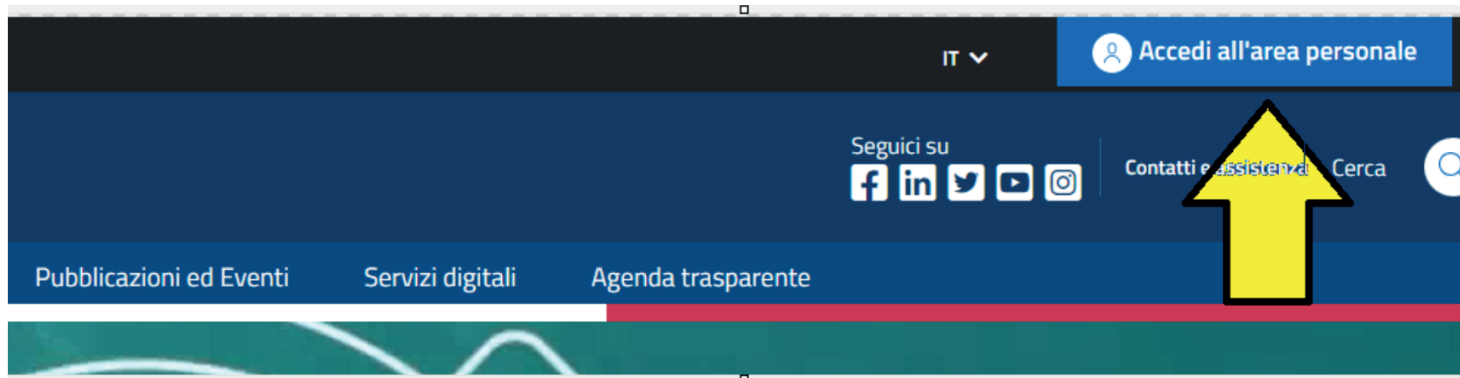 IT
Accedi all'area personale
Seguici su
Contatti e assistenza
Cerca
Pubblicazioni ed Eventi
Servizi digitali
Agenda trasparente